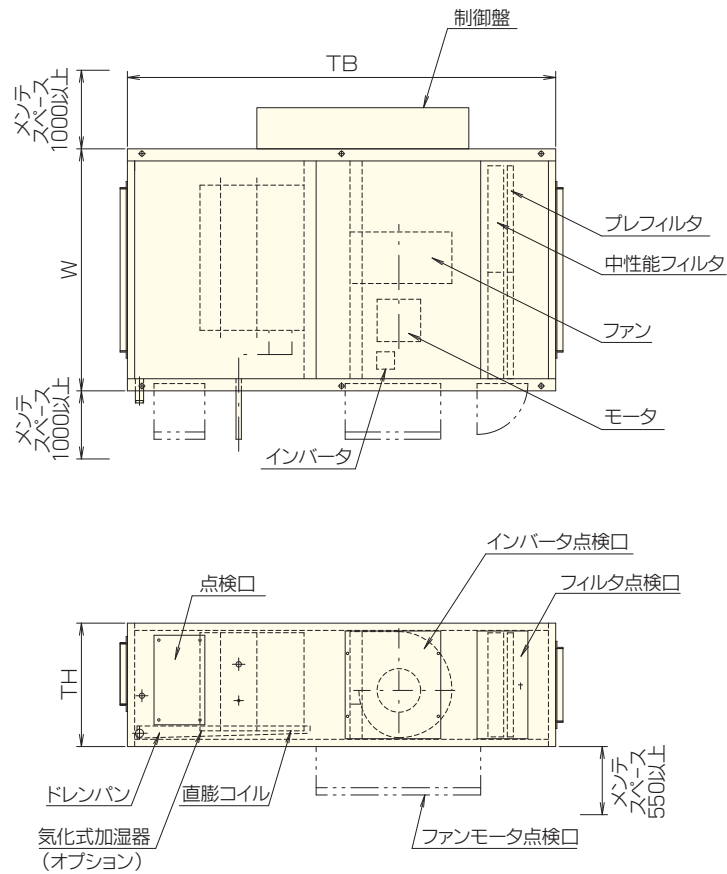 制御盤
TB
メンテ
スペース
1000以上
W
プレフィルタ
中性能フィルタ
ファン
モータ
インバータ
メンテ
スペース
1000以上
インバータ点検口
点検口
フィルタ点検口
TH
ドレンパン
直膨コイル
気化式加湿器
(オプション)
ファンモータ点検口
メンテ
スペース
550以上